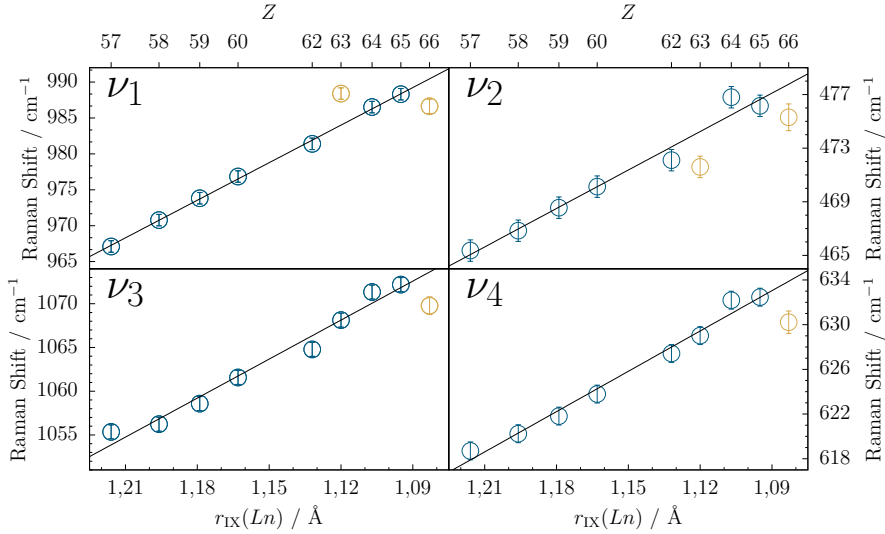 Z Z
57 58 59 60 62 63 64 65 66 57 58 59 60 62 63 64 65 66
ν1 ν2
990
985
980
975
970
965
Raman Shift / cm−1
477
473
469
465
Raman Shift / cm−1
ν3 ν4
1070
1065
1060
1055
Raman Shift / cm−1
634
630
626
622
618
Raman Shift / cm−1
1,21 1,18 1,15 1,12 1,09 1,21 1,18 1,15 1,12 1,09
rIX(Ln) / Å rIX(Ln) / Å